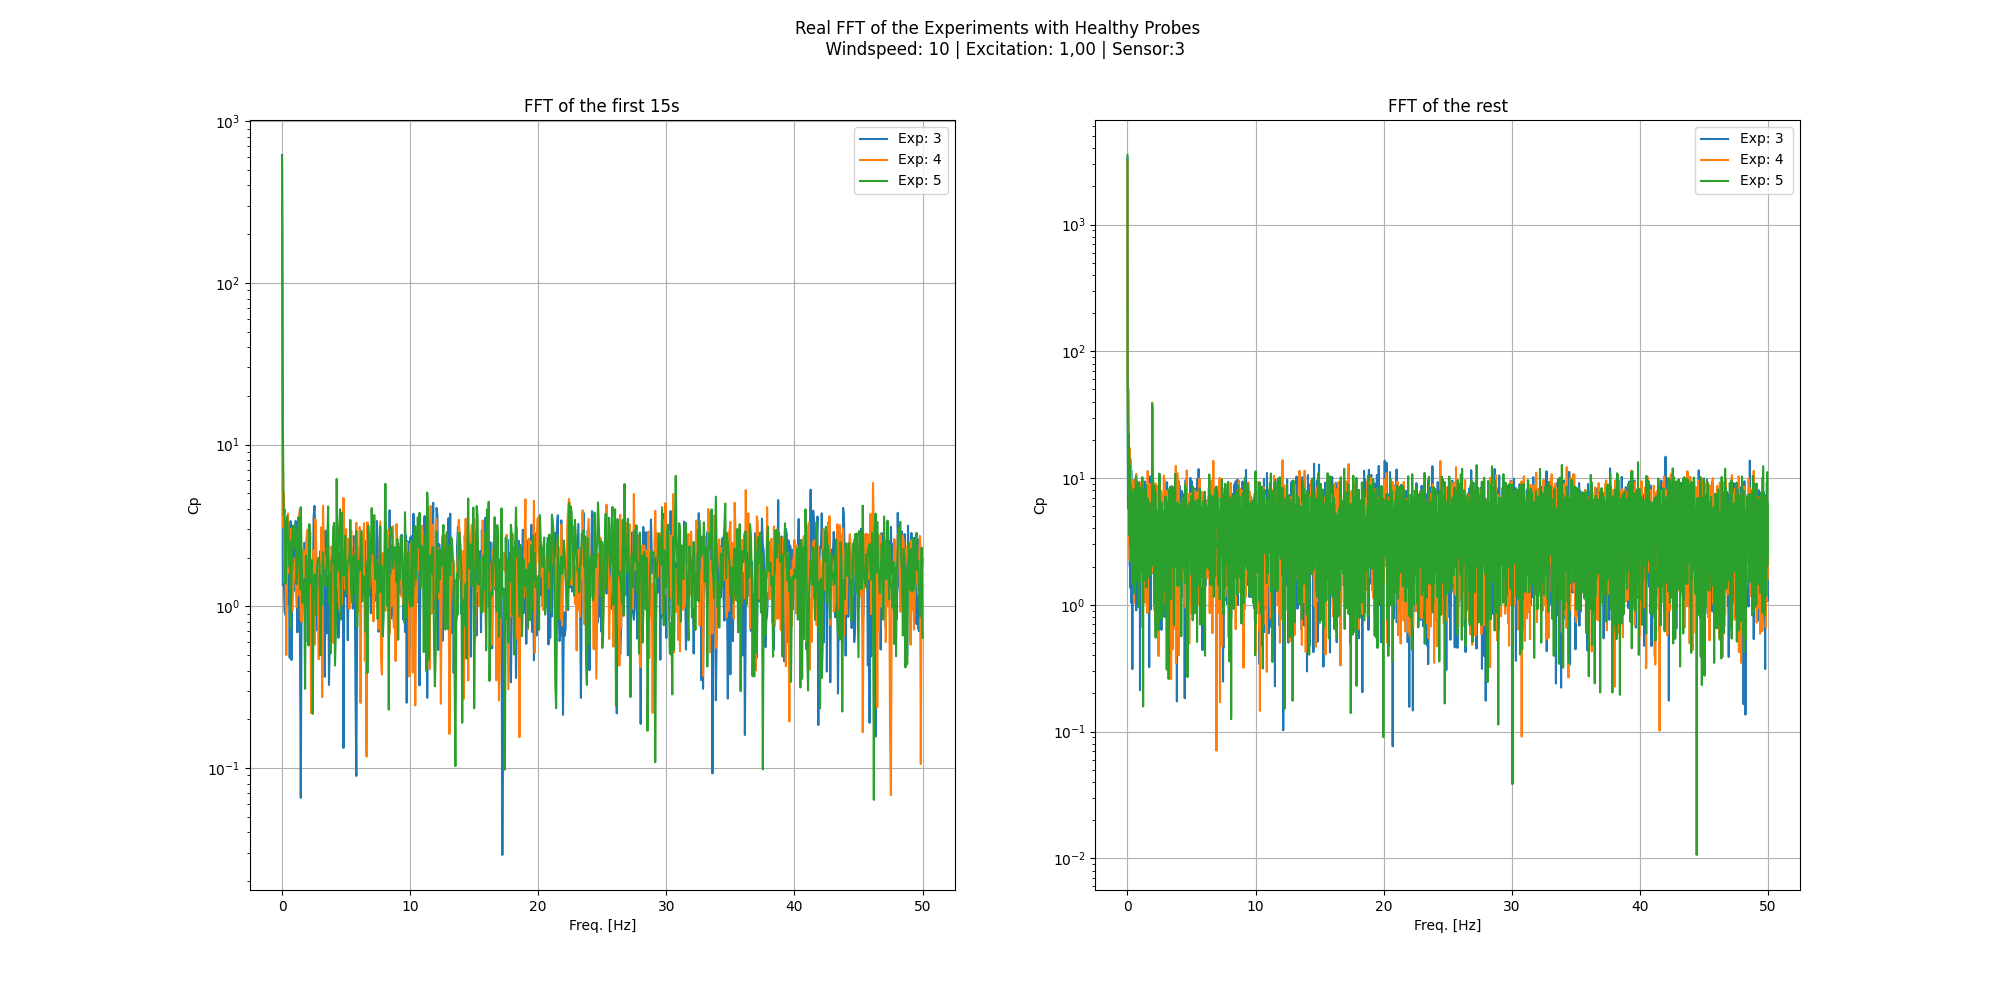 Real FFT of the Experiments with Healthy Probes
Windspeed: 10 | Excitation: 1,00 | Sensor:3
FFT of the first 15s
10³
10²
10¹
10⁰
10⁻¹
Cp
0 10 20 30 40 50
Freq. [Hz]
Exp: 3
Exp: 4
Exp: 5
FFT of the rest
10³
10²
10¹
10⁰
10⁻¹
10⁻²
Cp
0 10 20 30 40 50
Freq. [Hz]
Exp: 3
Exp: 4
Exp: 5